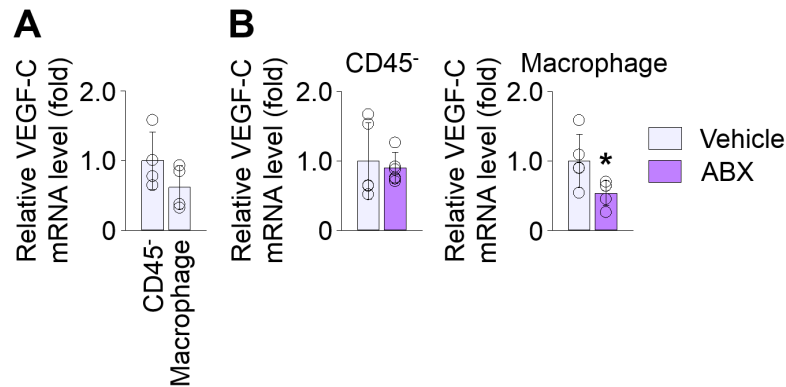 A
Relative VEGF-C
mRNA level (fold)
2.0
1.0
0
CD45-
Macrophage
B
CD45-
Relative VEGF-C
mRNA level (fold)
2.0
1.0
0
Macrophage
Relative VEGF-C
mRNA level (fold)
2.0
1.0
0
*
Vehicle
ABX